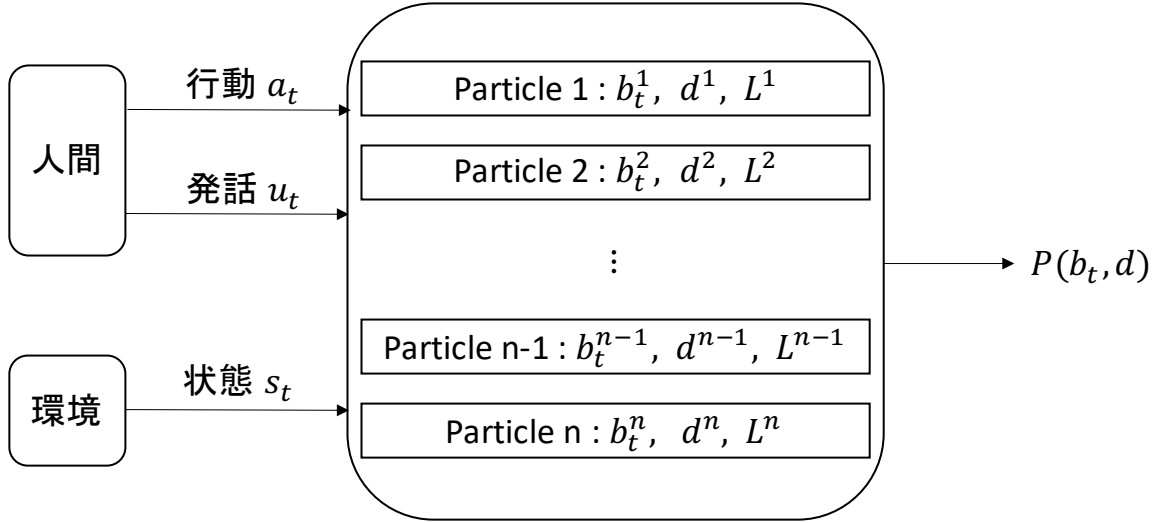 人間
行動 a_t
発話 u_t
環境
状態 s_t
Particle 1 : b_t^1, d^1, L^1
Particle 2 : b_t^2, d^2, L^2
⋮
Particle n-1 : b_t^{n-1}, d^{n-1}, L^{n-1}
Particle n : b_t^n, d^n, L^n
P(b_t, d)